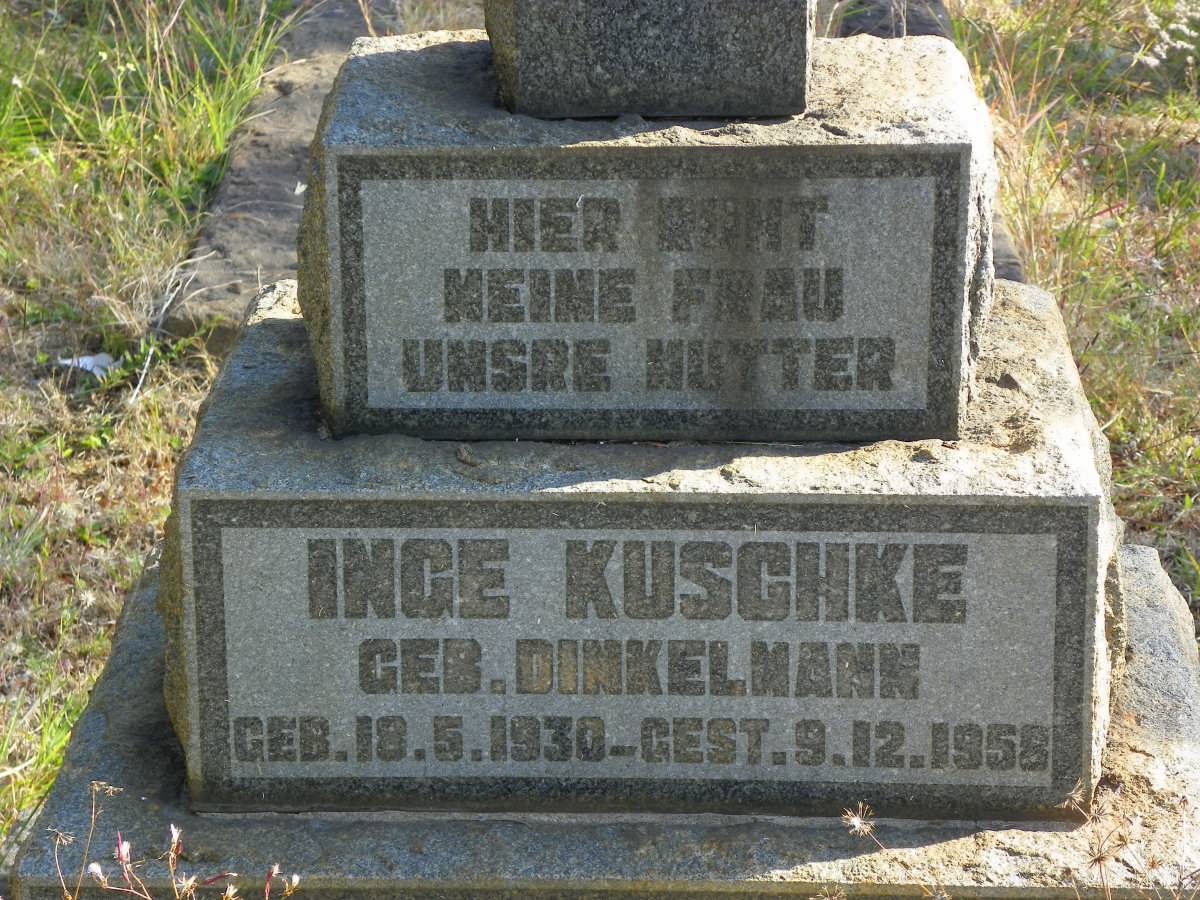 HIER RUHT
MEINE FRAU
UNSRE MUTTER
INGE KUSCHKE
GEB. DINKELMANN
GEB. 18.5.1930-GEST. 9.12.1958